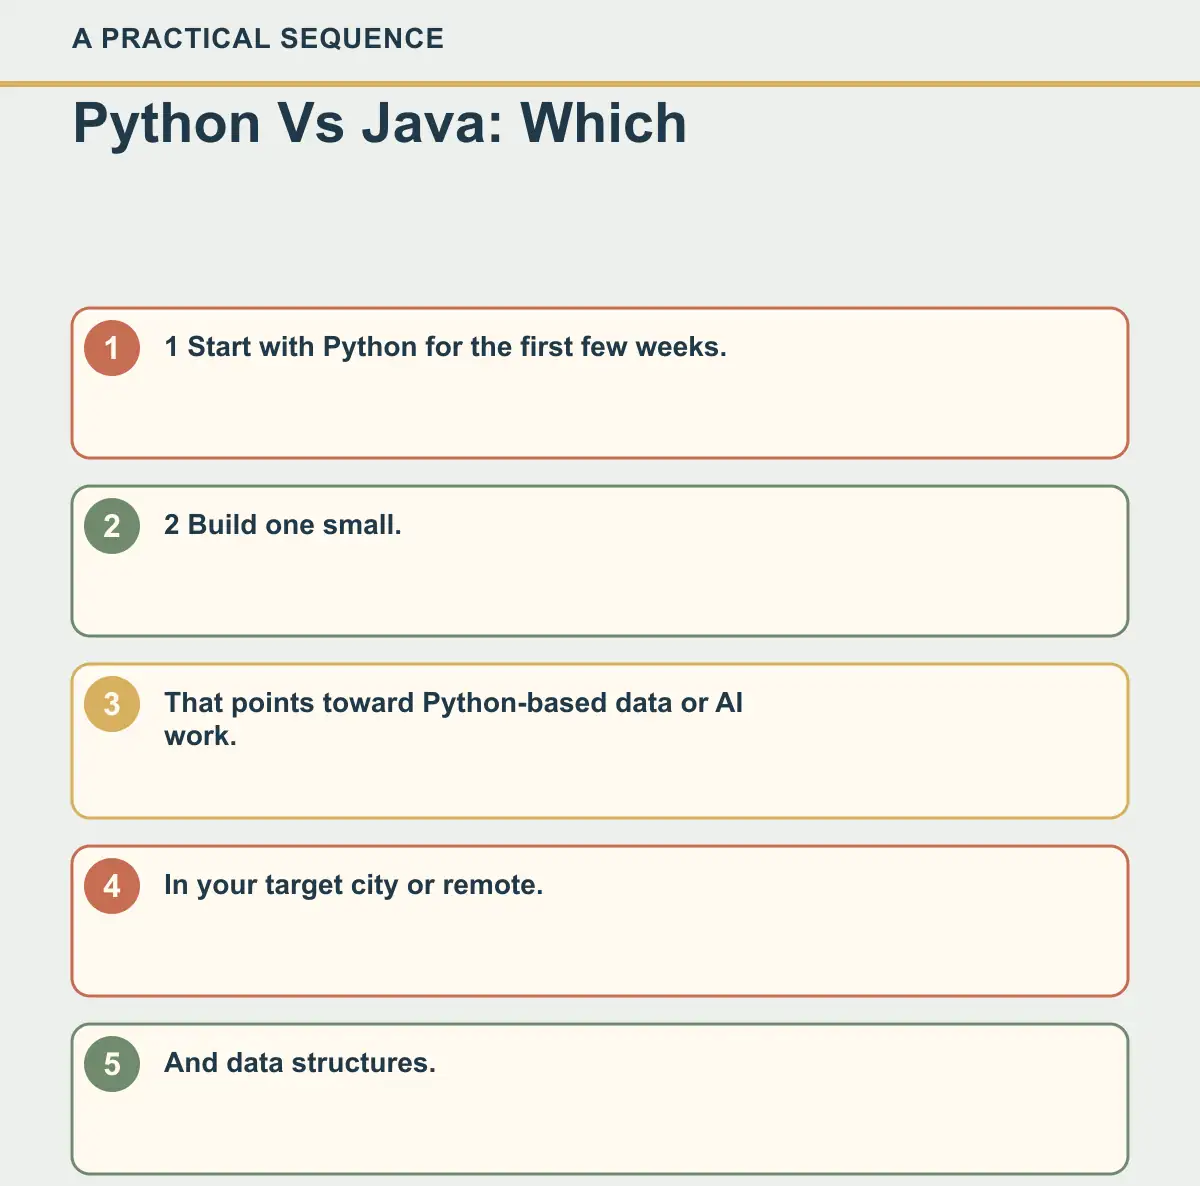 A PRACTICAL SEQUENCE
Python Vs Java: Which
1
1 Start with Python for the first few weeks.
2
2 Build one small.
3
That points toward Python-based data or AI
work.
4
In your target city or remote.
5
And data structures.